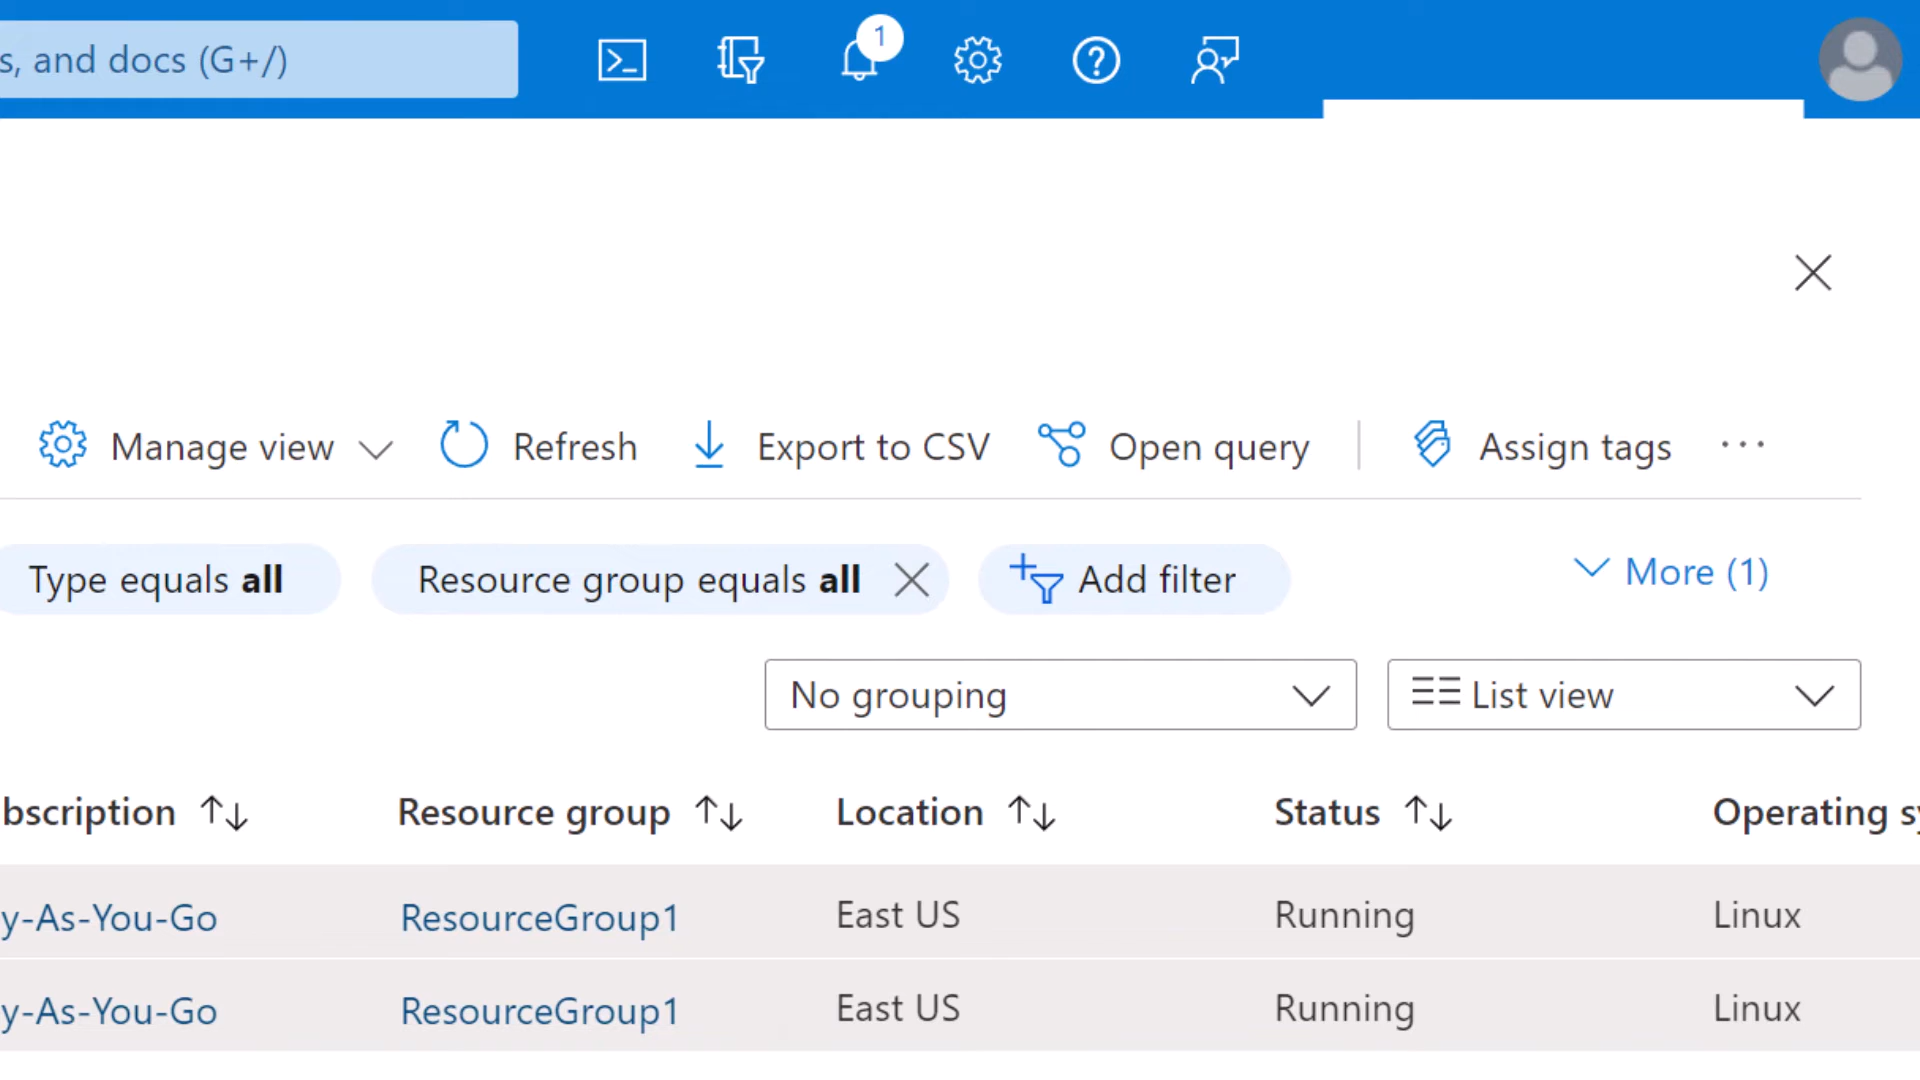 s, and docs (G+/)
1
Manage view Refresh Export to CSV Open query Assign tags ...
Type equals all Resource group equals all Add filter More (1)
No grouping List view
bscription Resource group Location Status Operating sy
y-As-You-Go ResourceGroup1 East US Running Linux
y-As-You-Go ResourceGroup1 East US Running Linux